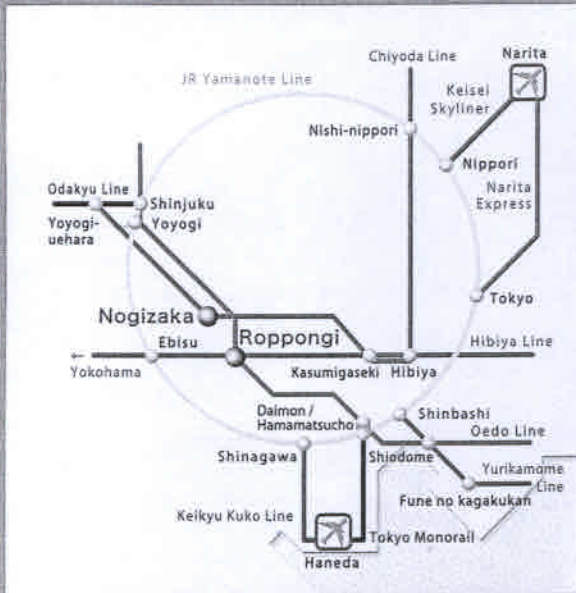 Chiyoda Line
Narita
JR Yamanote Line
Keisei
Skyliner
Nishi-nippori
Nippori
Narita
Express
Odakyu Line
Shinjuku
Yoyogi-
uehara
Yoyogi
Tokyo
Nogizaka
Ebisu
Roppongi
Hibiya Line
←
Yokohama
Kasumigaseki
Hibiya
Daimon /
Hamamatsucho
Shinbashi
Oedo Line
Shinagawa
Shiodome
Yurikamome
Line
Fune no kagakukan
Keikyu Kuko Line
Tokyo Monorail
Haneda